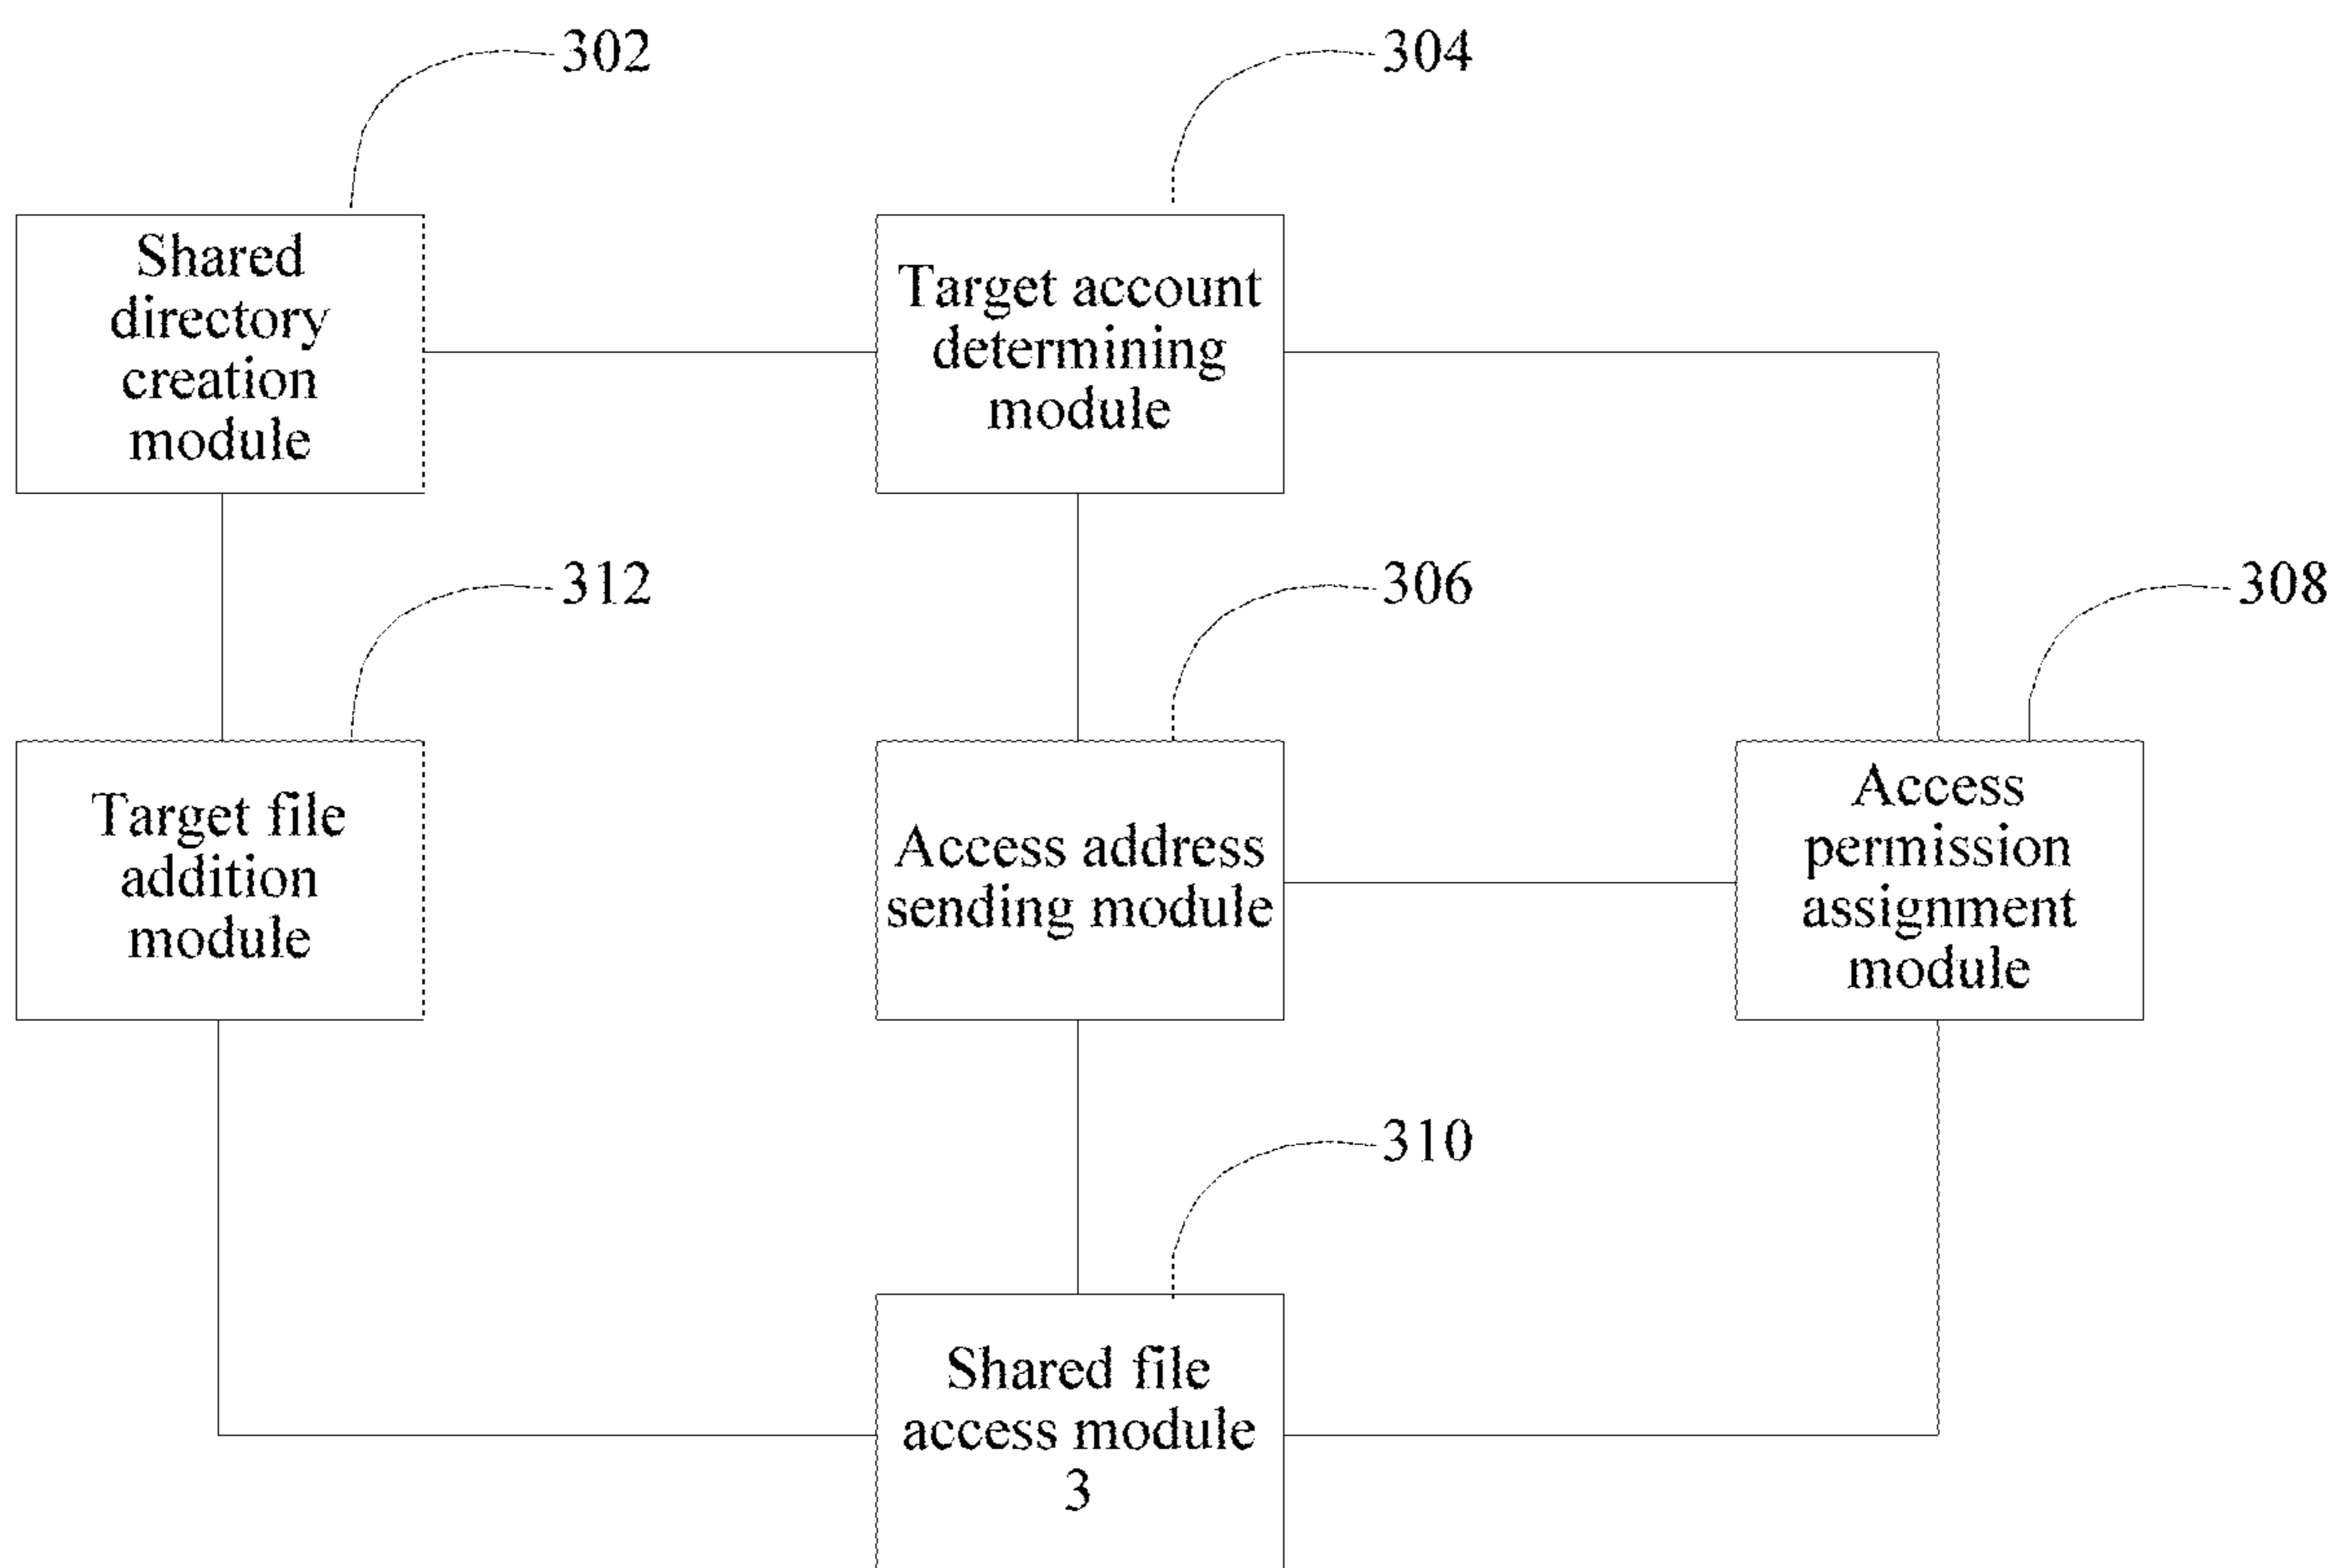 302
304
Shared
directory
creation
module
Target account
determining
module
312
306
308
Target file
addition
module
Access address
sending module
Access
permission
assignment
module
310
Shared file
access module
3